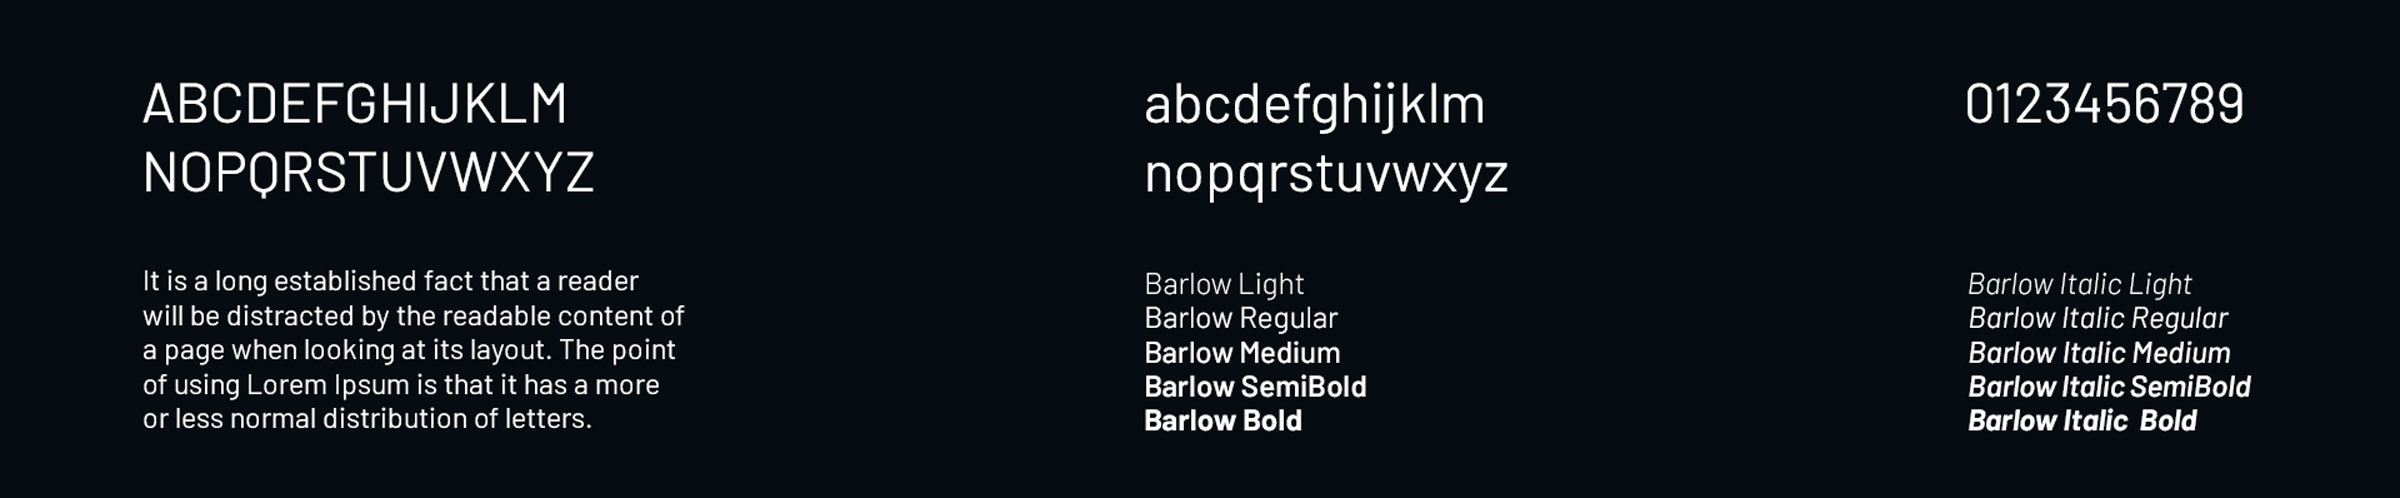 ABCDEFGHIJKLM
NOPQRSTUVWXYZ
abcdefghijklm
nopqrstuvwxyz
0123456789
It is a long established fact that a reader
will be distracted by the readable content of
a page when looking at its layout. The point
of using Lorem Ipsum is that it has a more
or less normal distribution of letters.
Barlow Light
Barlow Regular
Barlow Medium
Barlow SemiBold
Barlow Bold
Barlow Italic Light
Barlow Italic Regular
Barlow Italic Medium
Barlow Italic SemiBold
Barlow Italic  Bold